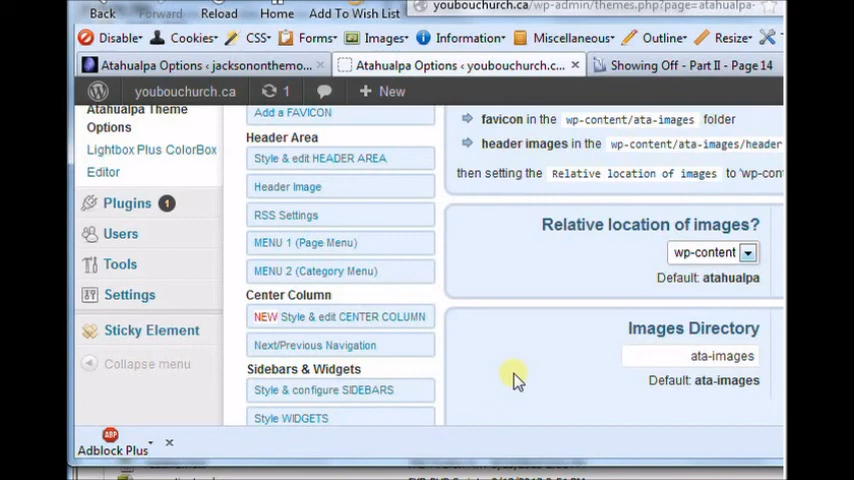 youbouchurch.ca/wp-admin/themes.php?page=atahualpa-
Back Forward Reload Home Add To Wish List
Disable▾ Cookies▾ CSS▾ Forms▾ Images▾ Information▾ Miscellaneous▾ Outline▾ Resize▾
Atahualpa Options ‹ jacksononthemo... × Atahualpa Options ‹ youbouchurch.c... × Showing Off - Part II - Page 14
youbouchurch.ca 1 + New
Atahualpa Theme
Options
Lightbox Plus ColorBox
Editor
Plugins 1
Users
Tools
Settings
Sticky Element
Collapse menu
Add a FAVICON
Header Area
Style & edit HEADER AREA
Header Image
RSS Settings
MENU 1 (Page Menu)
MENU 2 (Category Menu)
Center Column
NEW Style & edit CENTER COLUMN
Next/Previous Navigation
Sidebars & Widgets
Style & configure SIDEBARS
Style WIDGETS
favicon in the wp-content/ata-images folder
header images in the wp-content/ata-images/header
then setting the Relative location of images to 'wp-cont
Relative location of images?
wp-content
Default: atahualpa
Images Directory
ata-images
Default: ata-images
ABP
Adblock Plus ×